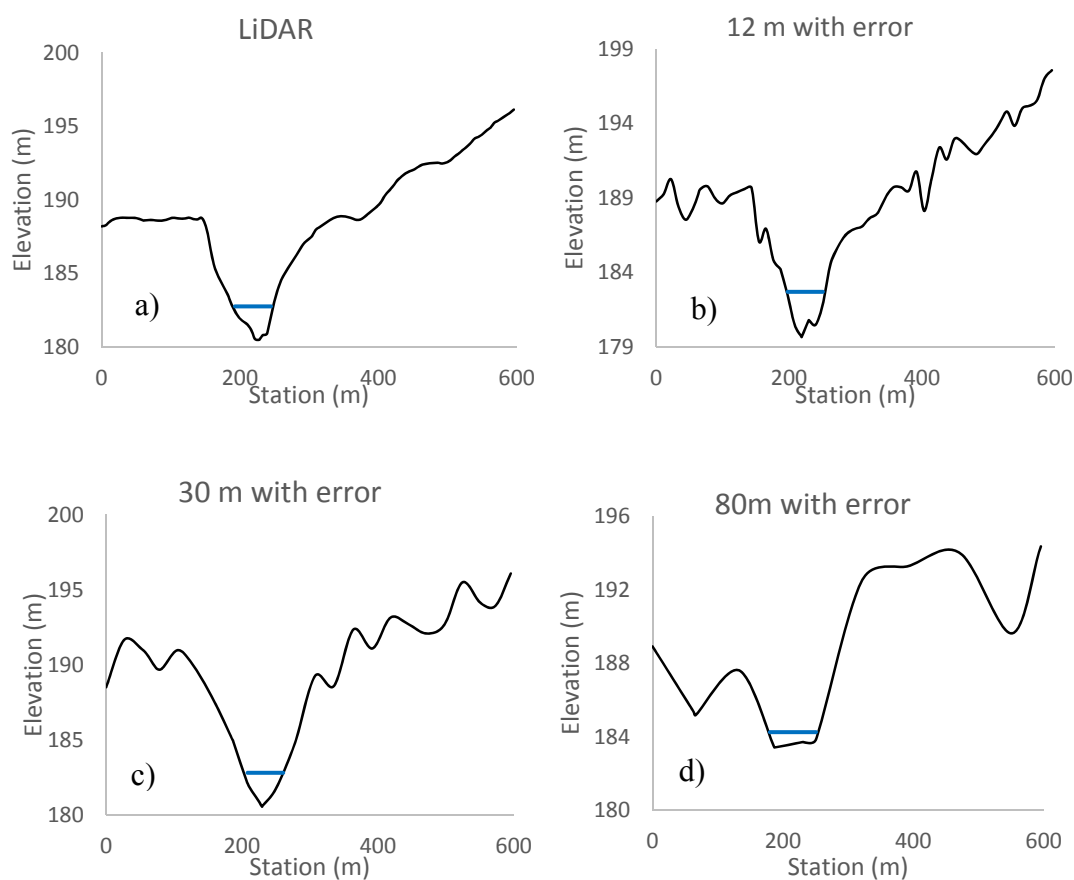 LiDAR
200
195
190
185
180
Elevation (m)
0
200
400
600
Station (m)
a)
12 m with error
199
194
189
184
179
Elevation (m)
0
200
400
600
Station (m)
b)
30 m with error
200
195
190
185
180
Elevation (m)
0
200
400
600
Station (m)
c)
80m with error
196
192
188
184
180
Elevation (m)
0
200
400
600
Station (m)
d)